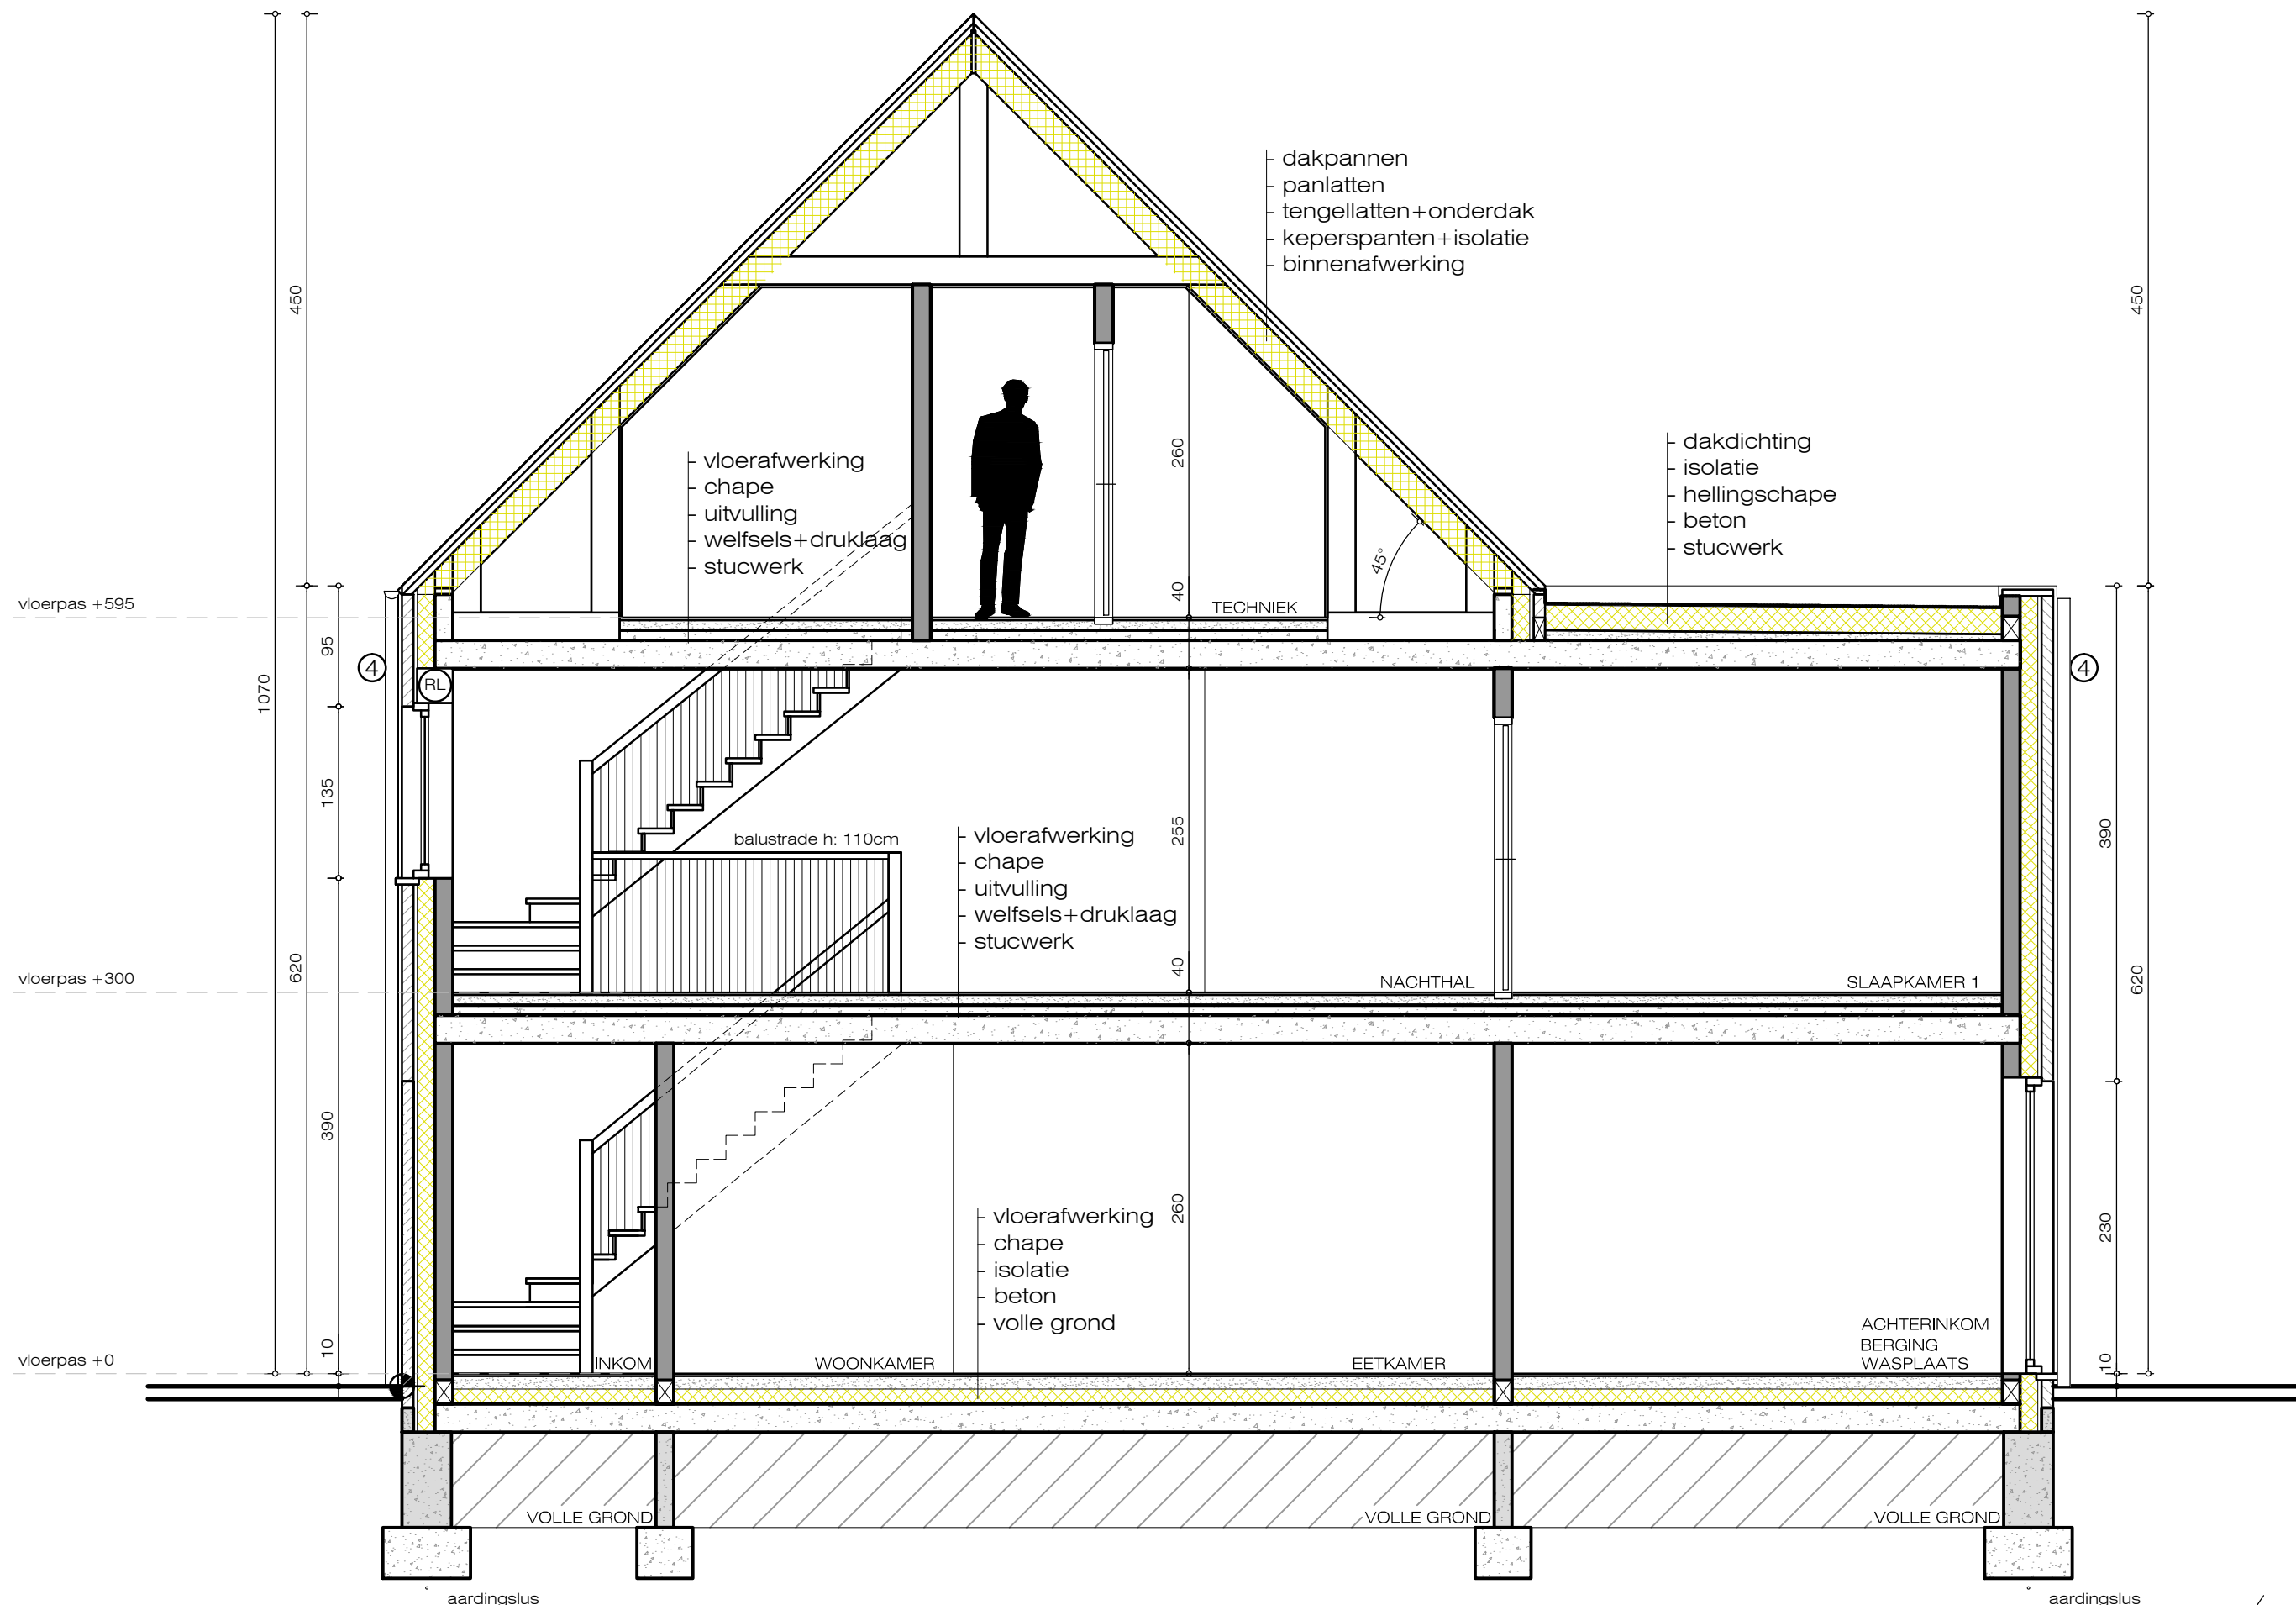 450
450
dakpannen
panlatten
tengellatten+onderdak
keperspanten+isolatie
binnenafwerking
dakdichting
isolatie
hellingschape
beton
stucwerk
vloerafwerking
chape
uitvulling
welfsels+druklaag
stucwerk
260
45°
40
TECHNIEK
vloerpas +595
95
4
RL
4
1070
135
balustrade h: 110cm
255
vloerafwerking
chape
uitvulling
welfsels+druklaag
stucwerk
390
620
620
40
vloerpas +300
NACHTHAL
SLAAPKAMER 1
390
260
vloerafwerking
chape
isolatie
beton
volle grond
230
ACHTERINKOM
BERGING
WASPLAATS
vloerpas +0
10
INKOM
WOONKAMER
EETKAMER
10
VOLLE GROND
VOLLE GROND
VOLLE GROND
aardingslus
aardingslus